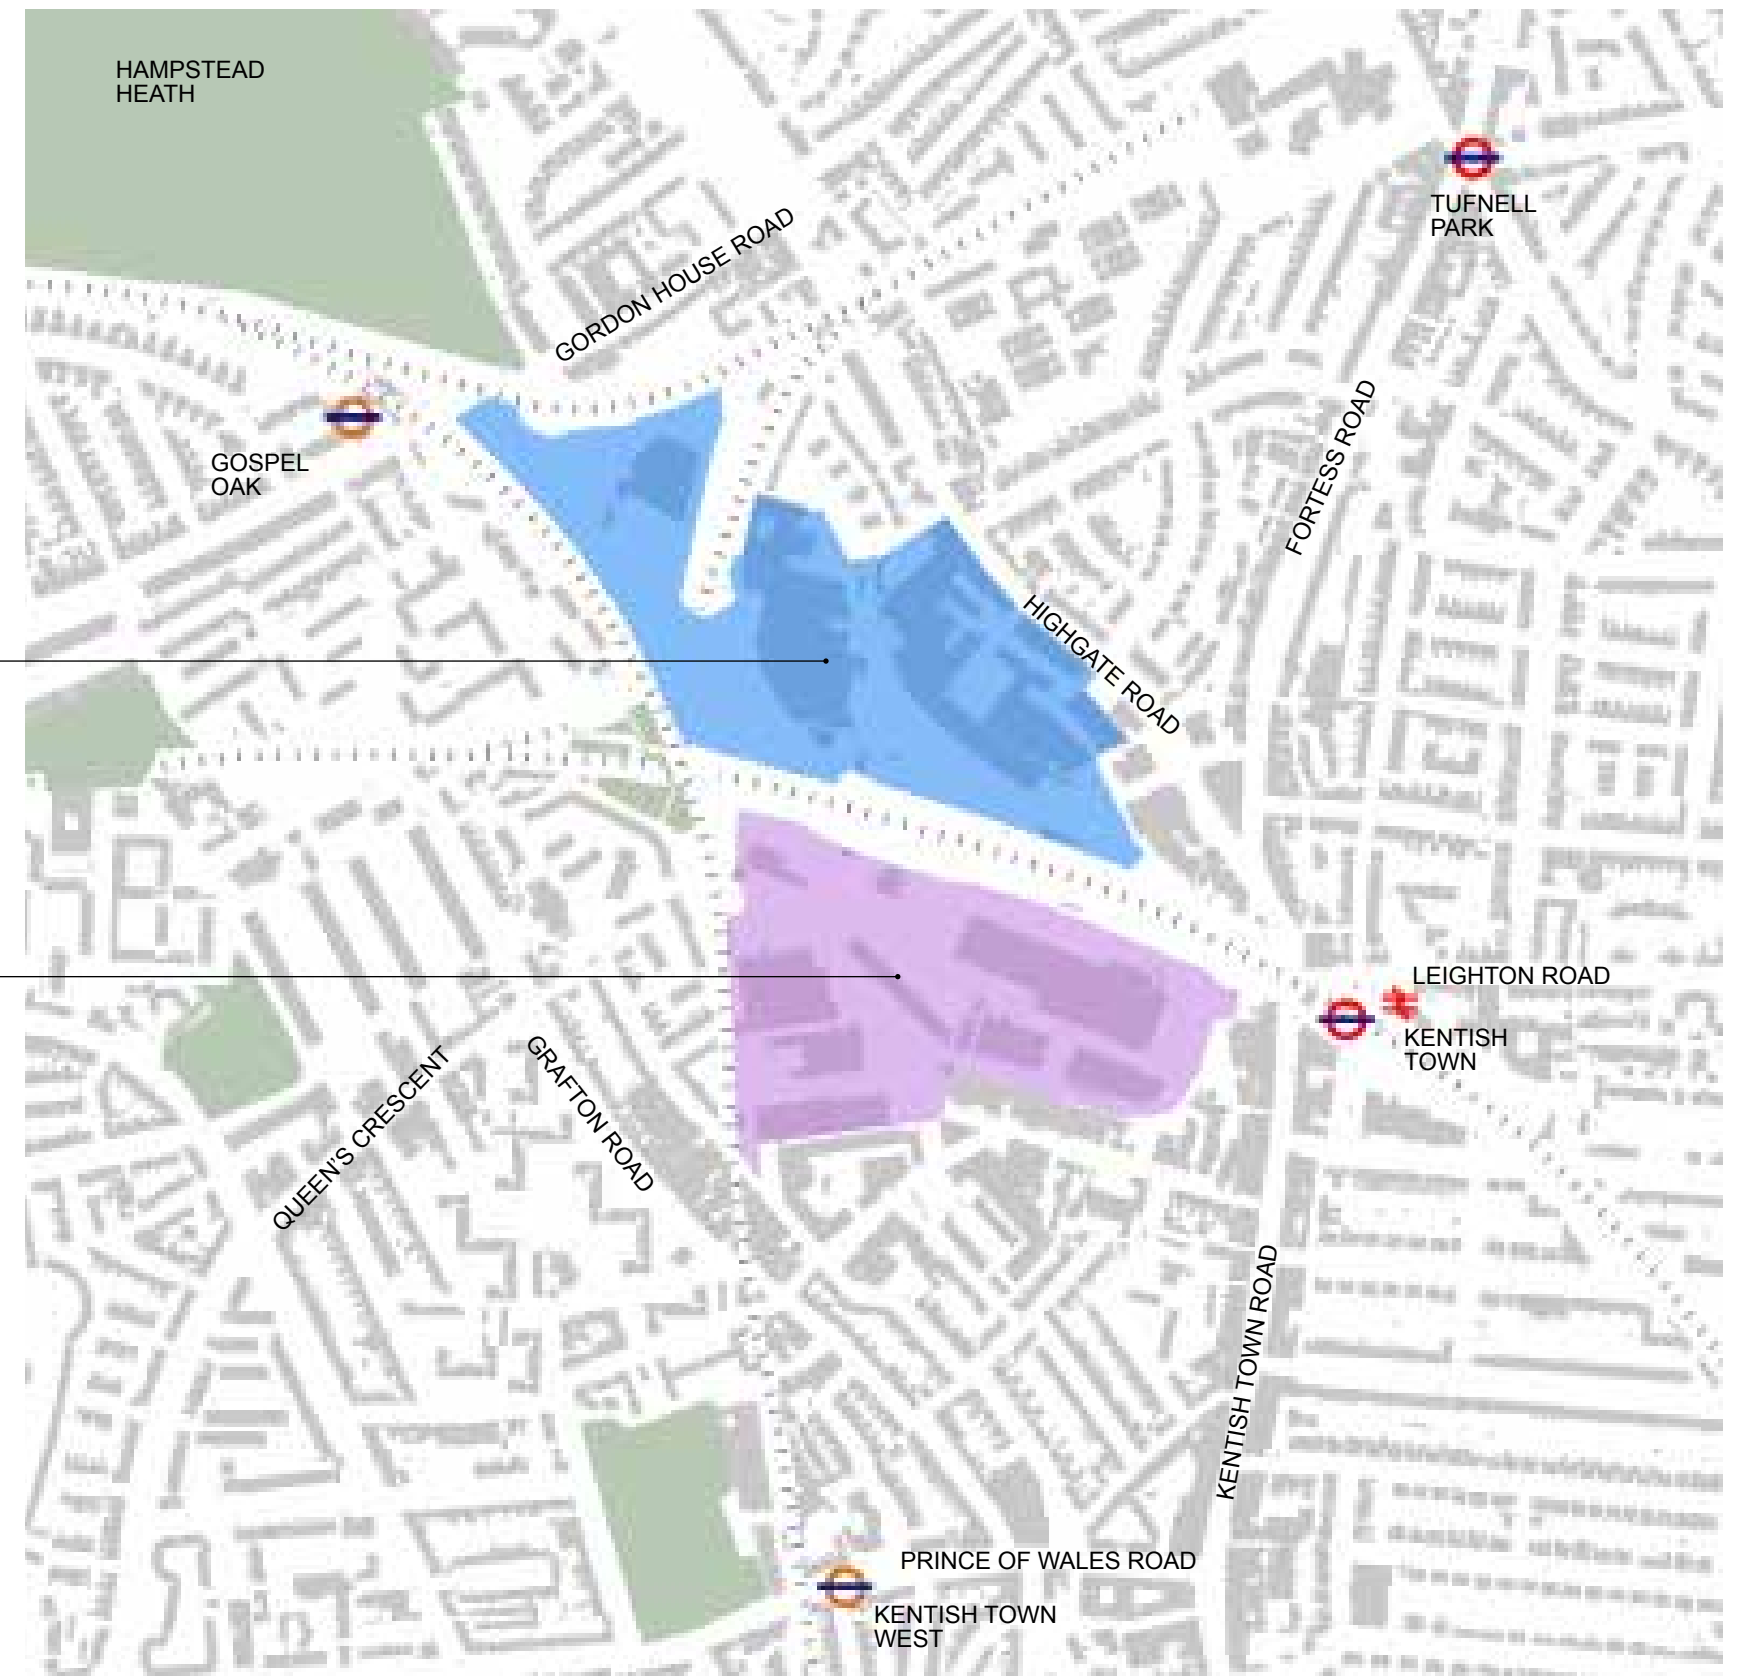 HAMPSTEAD
HEATH
TUFNELL
PARK
GORDON HOUSE ROAD
GOSPEL
OAK
FORTESS ROAD
HIGHGATE ROAD
LEIGHTON ROAD
KENTISH
TOWN
QUEEN'S CRESCENT
GRAFTON ROAD
KENTISH TOWN ROAD
PRINCE OF WALES ROAD
KENTISH TOWN
WEST